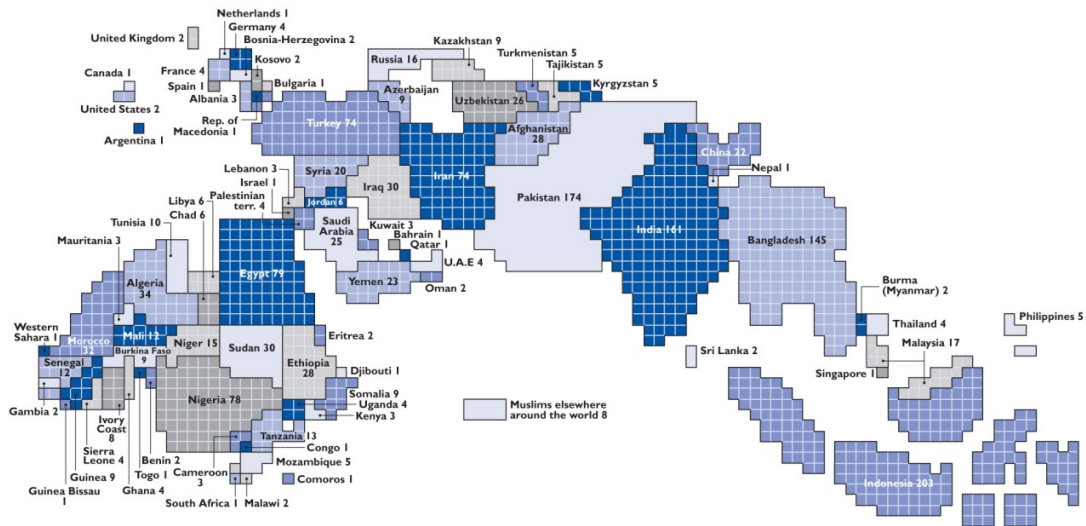 Netherlands 1
Germany 4
Bosnia-Herzegovina 2
United Kingdom 2
Kosovo 2
Kazakhstan 9
Turkmenistan 5
Tajikistan 5
Russia 16
Canada 1
France 4
Bulgaria 1
Kyrgyzstan 5
Spain 1
Azerbaijan
9
Uzbekistan 26
United States 2
Albania 3
Rep. of
Macedonia 1
Turkey 74
Afghanistan
28
Argentina 1
China 22
Lebanon 3
Israel 1
Syria 20
Iraq 30
Iran 74
Nepal 1
Palestinian
terr. 4
Jordan 6
Pakistan 174
Libya 6
Chad 6
Tunisia 10
Saudi
Arabia
25
Kuwait 3
Bahrain 1
Qatar 1
India 161
Bangladesh 145
Mauritania 3
U.A.E 4
Egypt 79
Yemen 23
Oman 2
Algeria
34
Burma
(Myanmar) 2
Philippines 5
Western
Sahara 1
Morocco
32
Mali 12
Niger 15
Sudan 30
Eritrea 2
Thailand 4
Burkina Faso
9
Ethiopia
28
Sri Lanka 2
Malaysia 17
Senegal
12
Djibouti 1
Singapore 1
Gambia 2
Nigeria 78
Somalia 9
Uganda 4
Kenya 3
Muslims elsewhere
around the world 8
Ivory
Coast
8
Tanzania 13
Sierra
Leone 4
Benin 2
Congo 1
Guinea 9
Togo 1
Cameroon
3
Mozambique 5
Guinea Bissau
1
Ghana 4
Comoros 1
South Africa 1
Malawi 2
Indonesia 203